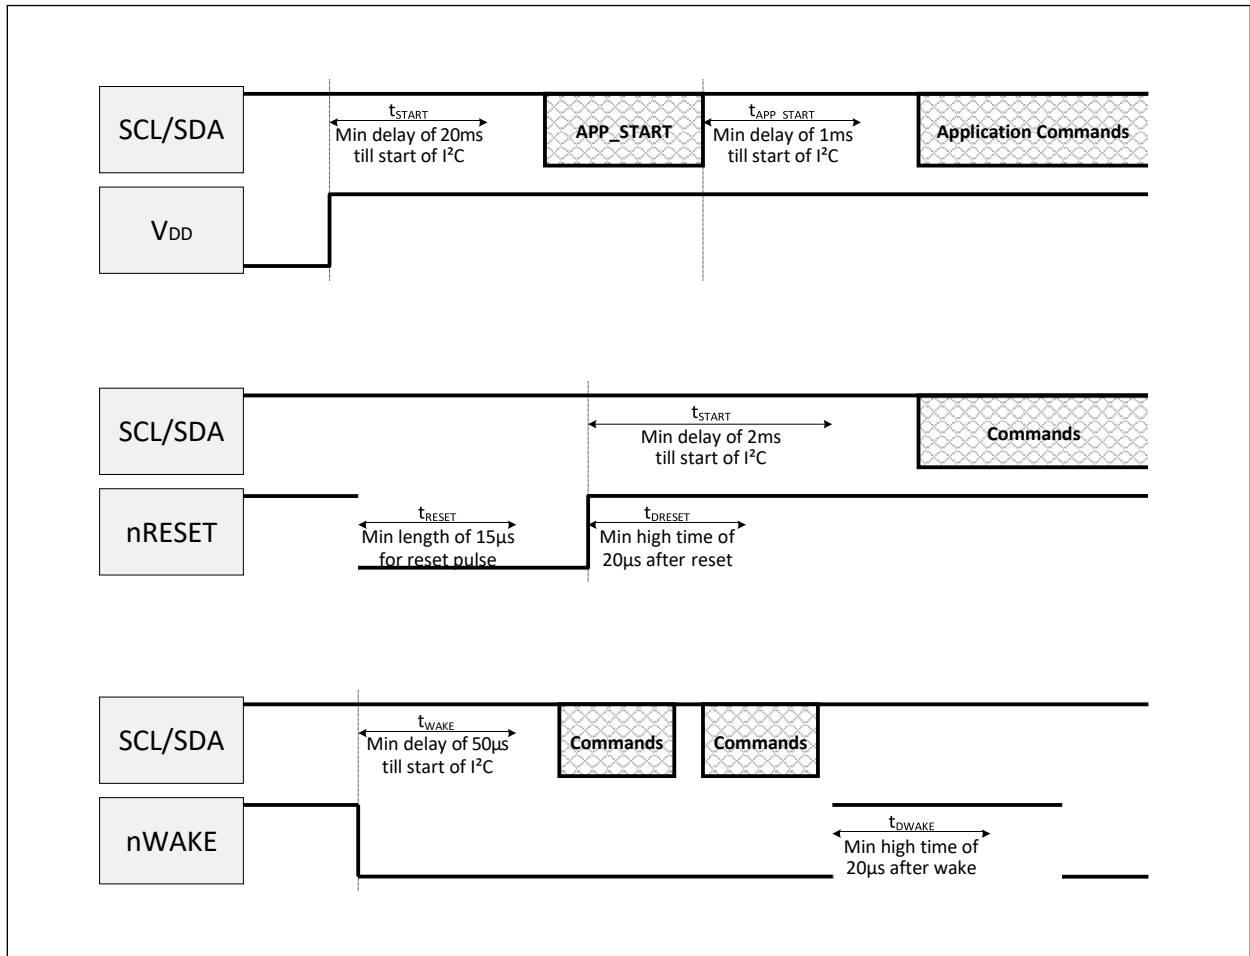 SCL/SDA
tSTART
Min delay of 20ms
till start of I²C
APP_START
tAPP_START
Min delay of 1ms
till start of I²C
Application Commands
VDD
SCL/SDA
tSTART
Min delay of 2ms
till start of I²C
Commands
nRESET
tRESET
Min length of 15µs
for reset pulse
tDRESET
Min high time of
20µs after reset
SCL/SDA
tWAKE
Min delay of 50µs
till start of I²C
Commands
Commands
nWAKE
tDWAKE
Min high time of
20µs after wake